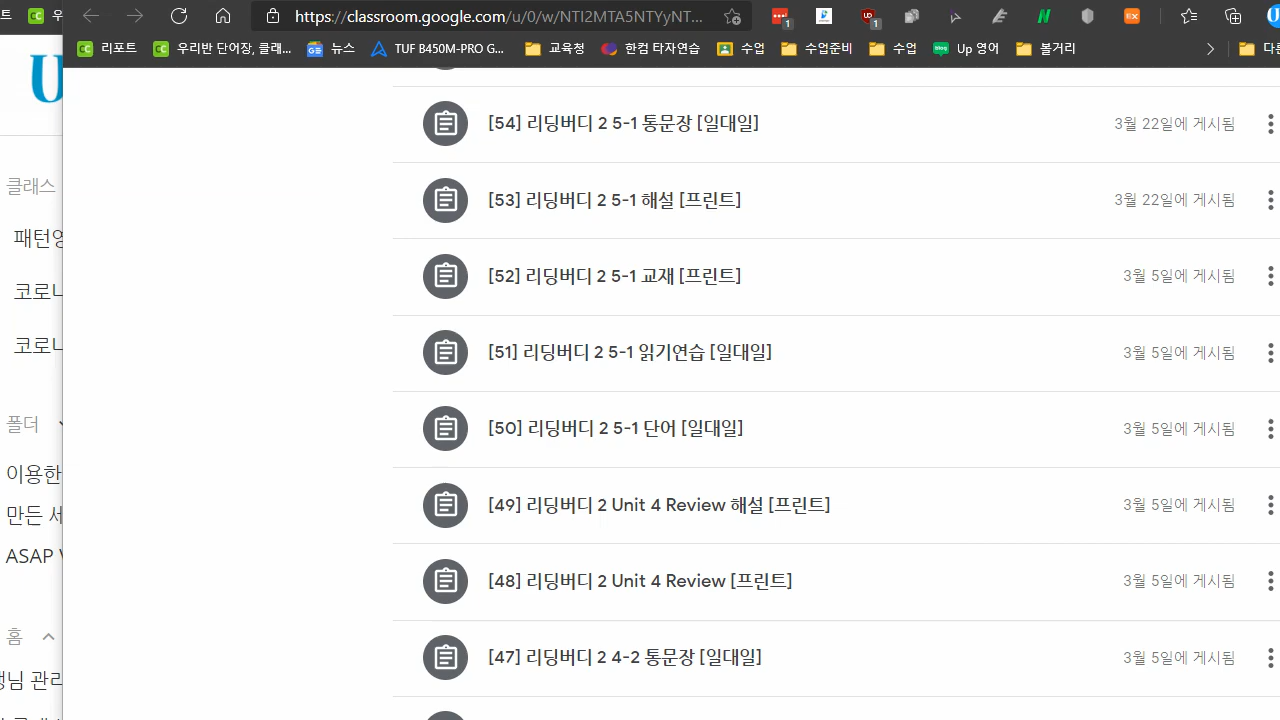 https://classroom.google.com/u/0/w/NTI2MTA5NTYyNT...
리포트
우리반 단어장, 클래...
뉴스
TUF B450M-PRO G...
교육청
한컴 타자연습
수업
수업준비
수업
Up 영어
볼거리
[54] 리딩버디 2 5-1 통문장 [일대일] 3월 22일에 게시됨
[53] 리딩버디 2 5-1 해설 [프린트] 3월 22일에 게시됨
[52] 리딩버디 2 5-1 교재 [프린트] 3월 5일에 게시됨
[51] 리딩버디 2 5-1 읽기연습 [일대일] 3월 5일에 게시됨
[50] 리딩버디 2 5-1 단어 [일대일] 3월 5일에 게시됨
[49] 리딩버디 2 Unit 4 Review 해설 [프린트] 3월 5일에 게시됨
[48] 리딩버디 2 Unit 4 Review [프린트] 3월 5일에 게시됨
[47] 리딩버디 2 4-2 통문장 [일대일] 3월 5일에 게시됨
클래스
패턴영
코로나
코로나
폴더
이용한
만든 세
ASAP
홈
생님 관리